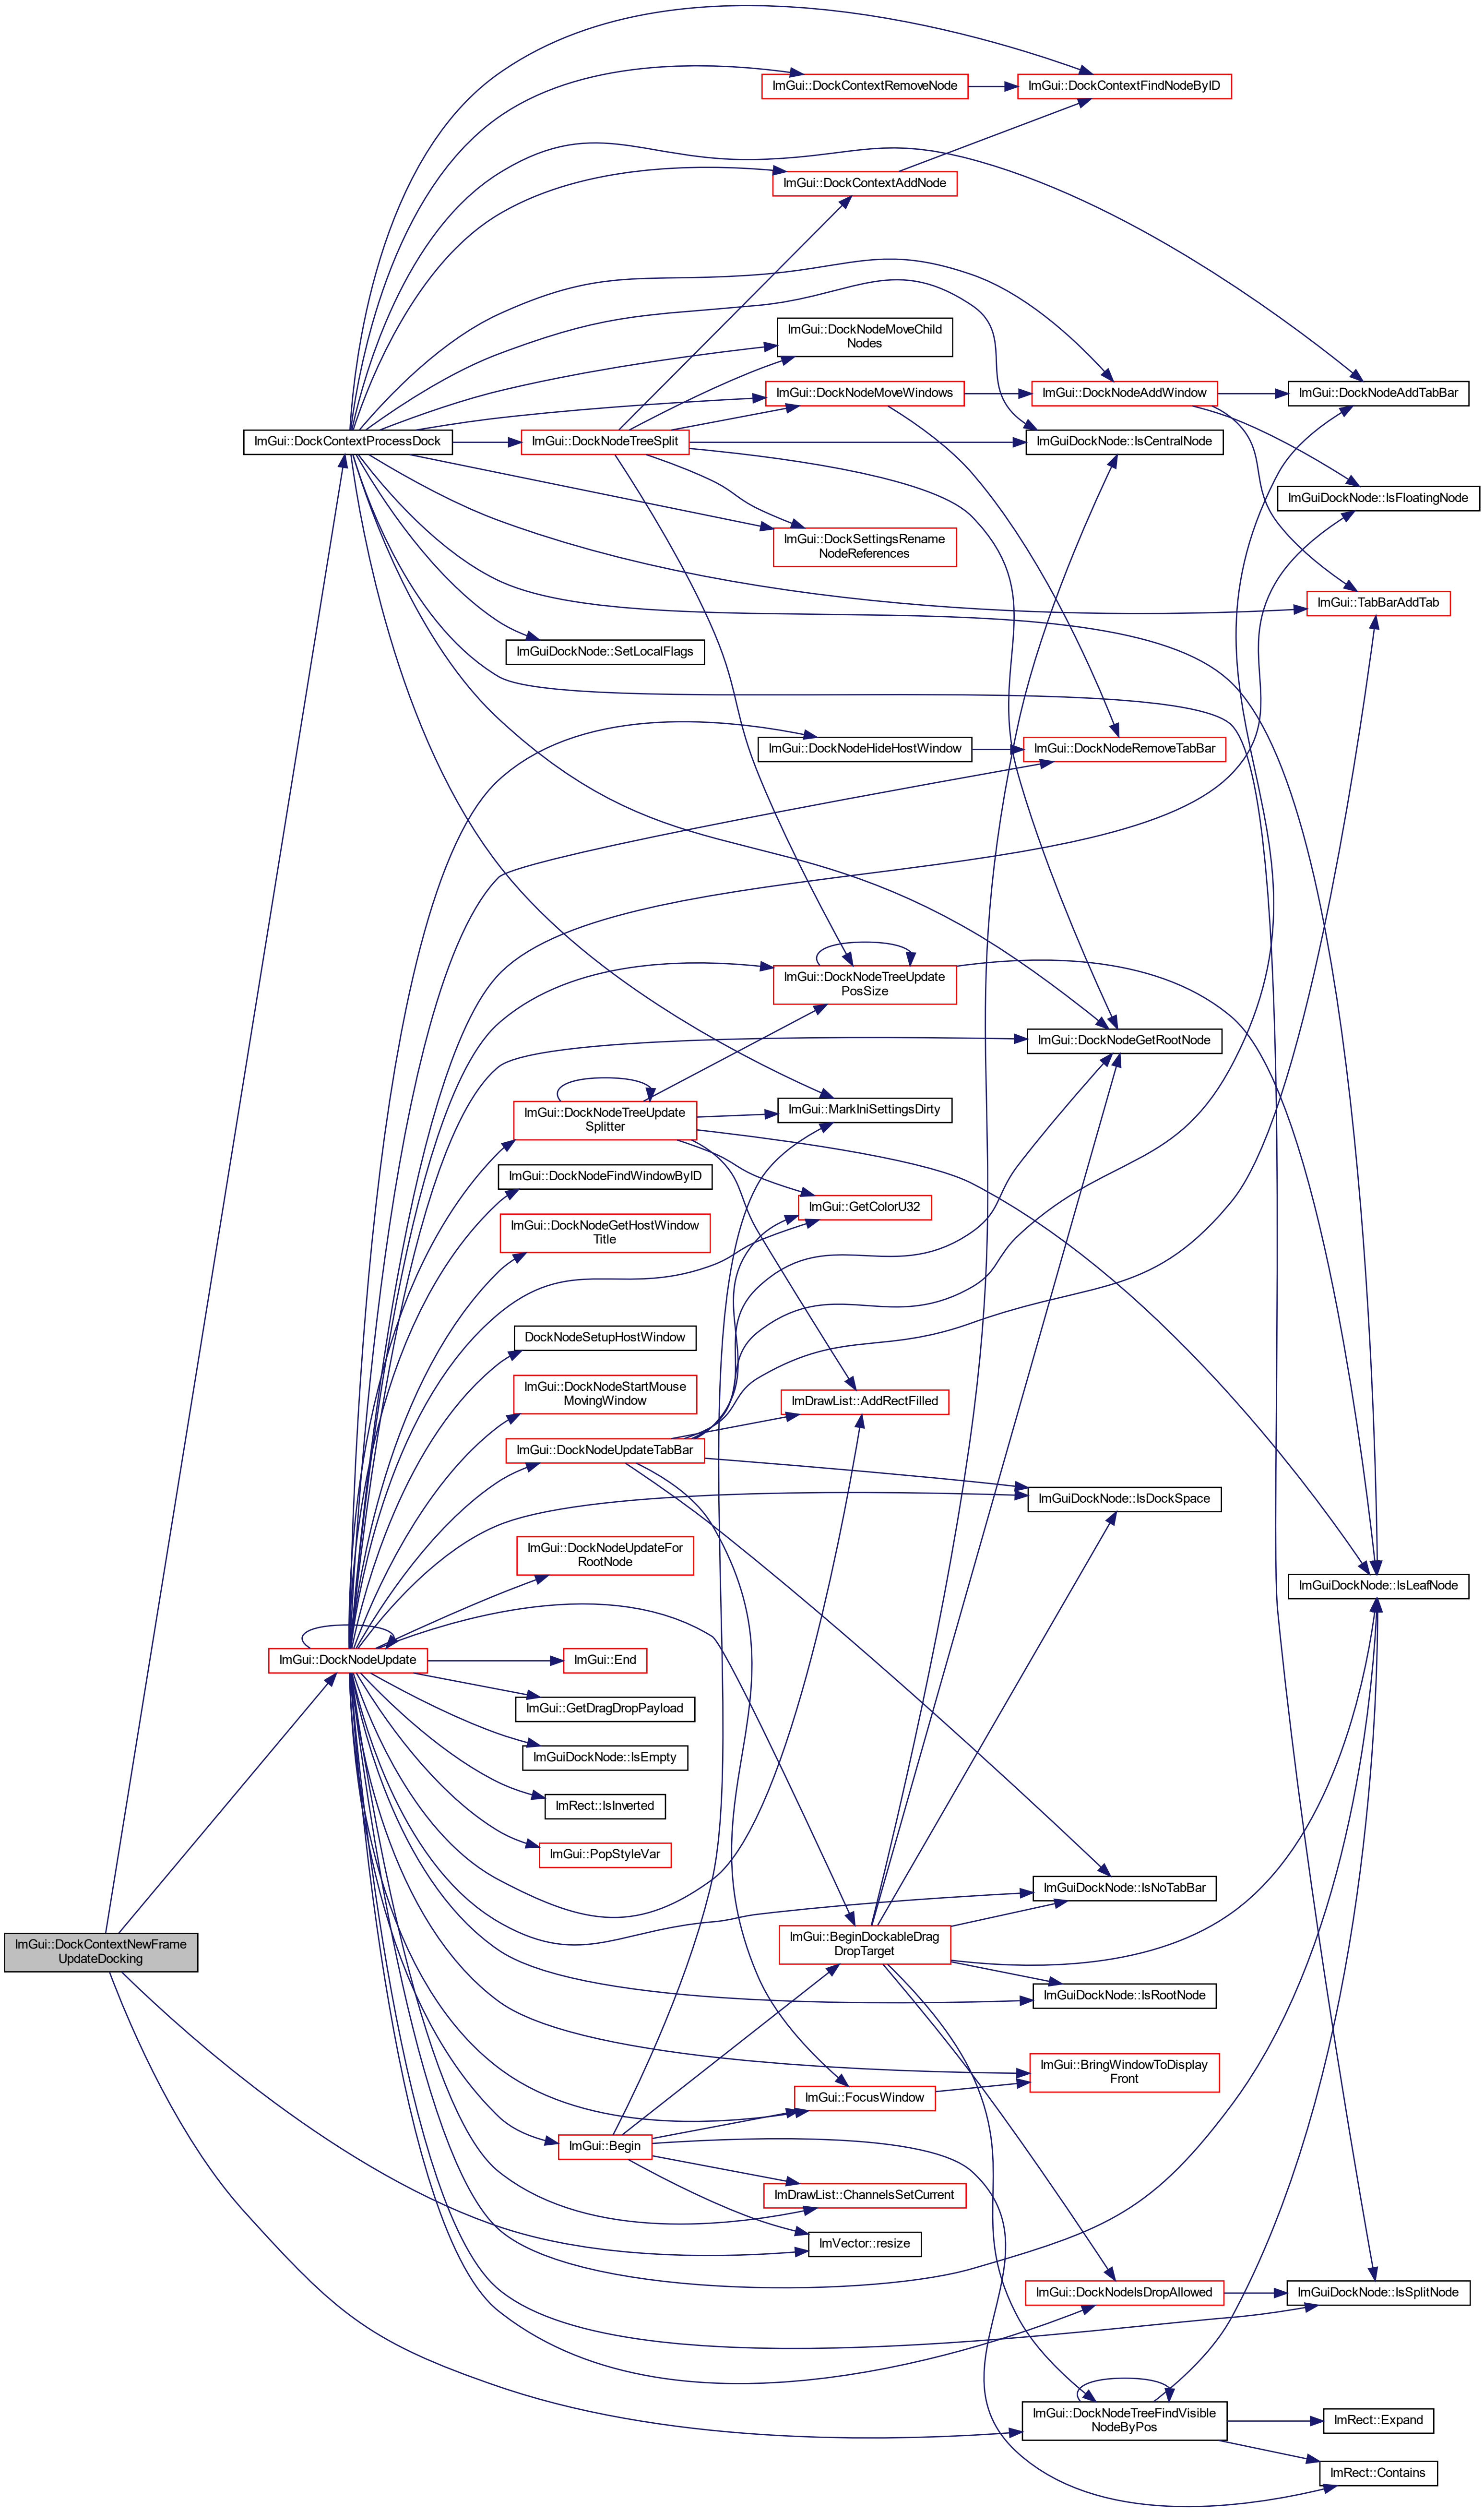 ImGui::DockContextRemoveNode
ImGui::DockContextFindNodeByID
ImGui::DockContextAddNode
ImGui::DockNodeMoveChild
Nodes
ImGui::DockNodeMoveWindows
ImGui::DockNodeAddWindow
ImGui::DockNodeAddTabBar
ImGui::DockContextProcessDock
ImGui::DockNodeTreeSplit
ImGuiDockNode::IsCentralNode
ImGuiDockNode::IsFloatingNode
ImGui::DockSettingsRename
NodeReferences
ImGui::TabBarAddTab
ImGuiDockNode::SetLocalFlags
ImGui::DockNodeHideHostWindow
ImGui::DockNodeRemoveTabBar
ImGui::DockNodeTreeUpdate
PosSize
ImGui::DockNodeGetRootNode
ImGui::DockNodeTreeUpdate
Splitter
ImGui::MarkIniSettingsDirty
ImGui::DockNodeFindWindowByID
ImGui::GetColorU32
ImGui::DockNodeGetHostWindow
Title
DockNodeSetupHostWindow
ImGui::DockNodeStartMouse
MovingWindow
ImDrawList::AddRectFilled
ImGui::DockNodeUpdateTabBar
ImGuiDockNode::IsDockSpace
ImGui::DockNodeUpdateFor
RootNode
ImGuiDockNode::IsLeafNode
ImGui::DockNodeUpdate
ImGui::End
ImGui::GetDragDropPayload
ImGuiDockNode::IsEmpty
ImRect::IsInverted
ImGui::PopStyleVar
ImGuiDockNode::IsNoTabBar
ImGui::DockContextNewFrame
UpdateDocking
ImGui::BeginDockableDrag
DropTarget
ImGuiDockNode::IsRootNode
ImGui::BringWindowToDisplay
Front
ImGui::FocusWindow
ImGui::Begin
ImDrawList::ChannelsSetCurrent
ImVector::resize
ImGui::DockNodeIsDropAllowed
ImGuiDockNode::IsSplitNode
ImGui::DockNodeTreeFindVisible
NodeByPos
ImRect::Expand
ImRect::Contains